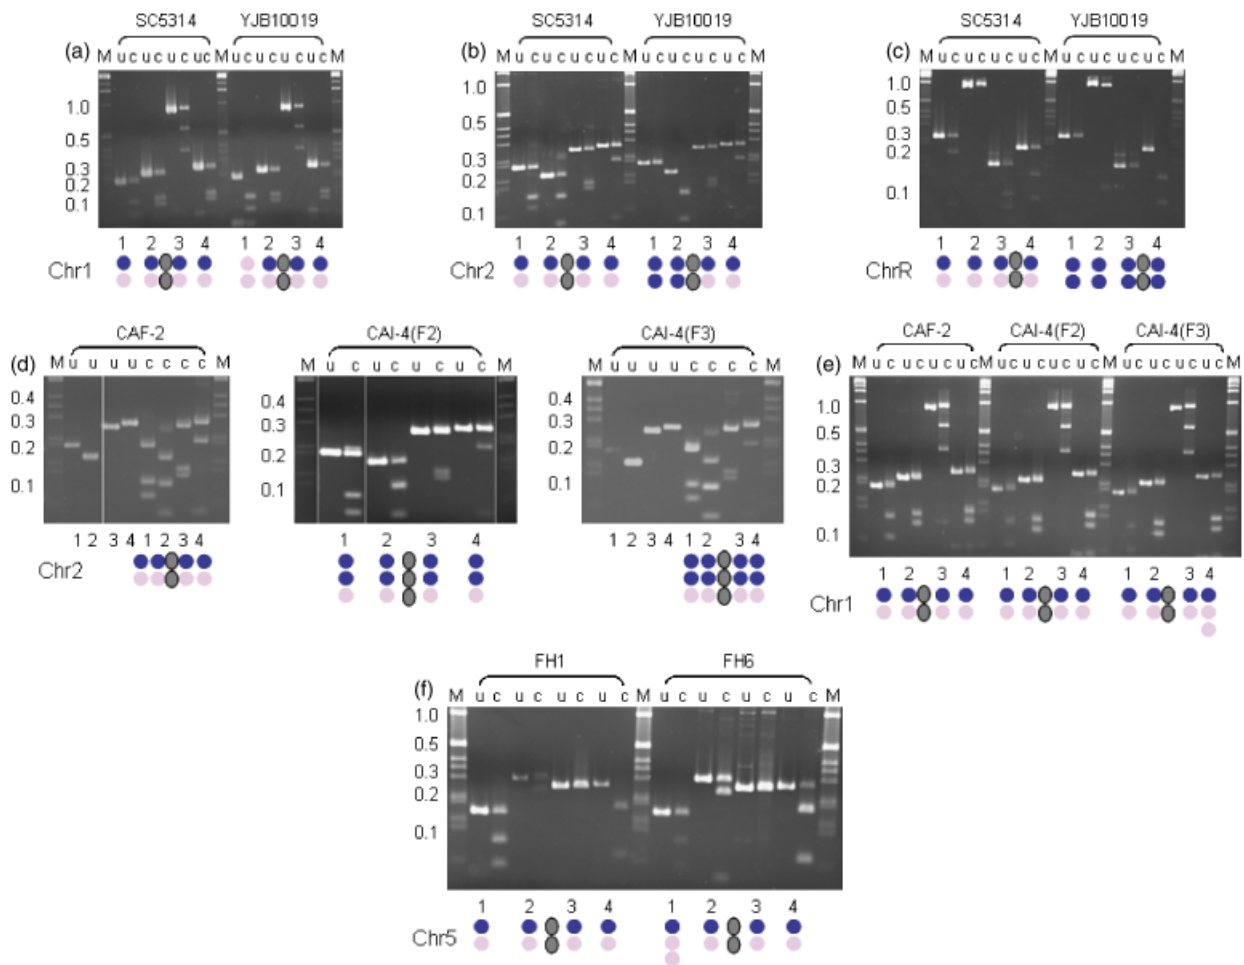 SC5314 YJB10019
(a) M u c u c u c uc M u c u c u c u c
1.0
0.5
0.3
0.2
0.1
1 2 3 4 1 2 3 4
Chr1
SC5314 YJB10019
(b) M u c u c u c u c M u c u c u c u c
1.0
0.5
0.3
0.2
0.1
1 2 3 4 1 2 3 4
Chr2
SC5314 YJB10019
(c) M u c u c u c u c M u c u c u c u c M
1.0
0.5
0.3
0.2
0.1
1 2 3 4 1 2 3 4
ChrR
CAF-2
(d) M u u u u c c c c M
0.4
0.3
0.2
0.1
1 2 3 4 1 2 3 4
Chr2
CAI-4(F2)
M u c u c u c u c M
0.4
0.3
0.2
0.1
1 2 3 4
CAI-4(F3)
M u u u u c c c c M
0.4
0.3
0.2
0.1
1 2 3 4 1 2 3 4
CAF-2 CAI-4(F2) CAI-4(F3)
(e) M u c u c u c u c M u c u c u c u c M u c u c u c u c M
1.0
0.5
0.3
0.2
0.1
1 2 3 4 1 2 3 4 1 2 3 4
Chr1
FH1 FH6
(f) M u c u c u c u c M u c u c u c u c M
1.0
0.5
0.3
0.2
0.1
1 2 3 4 1 2 3 4
Chr5